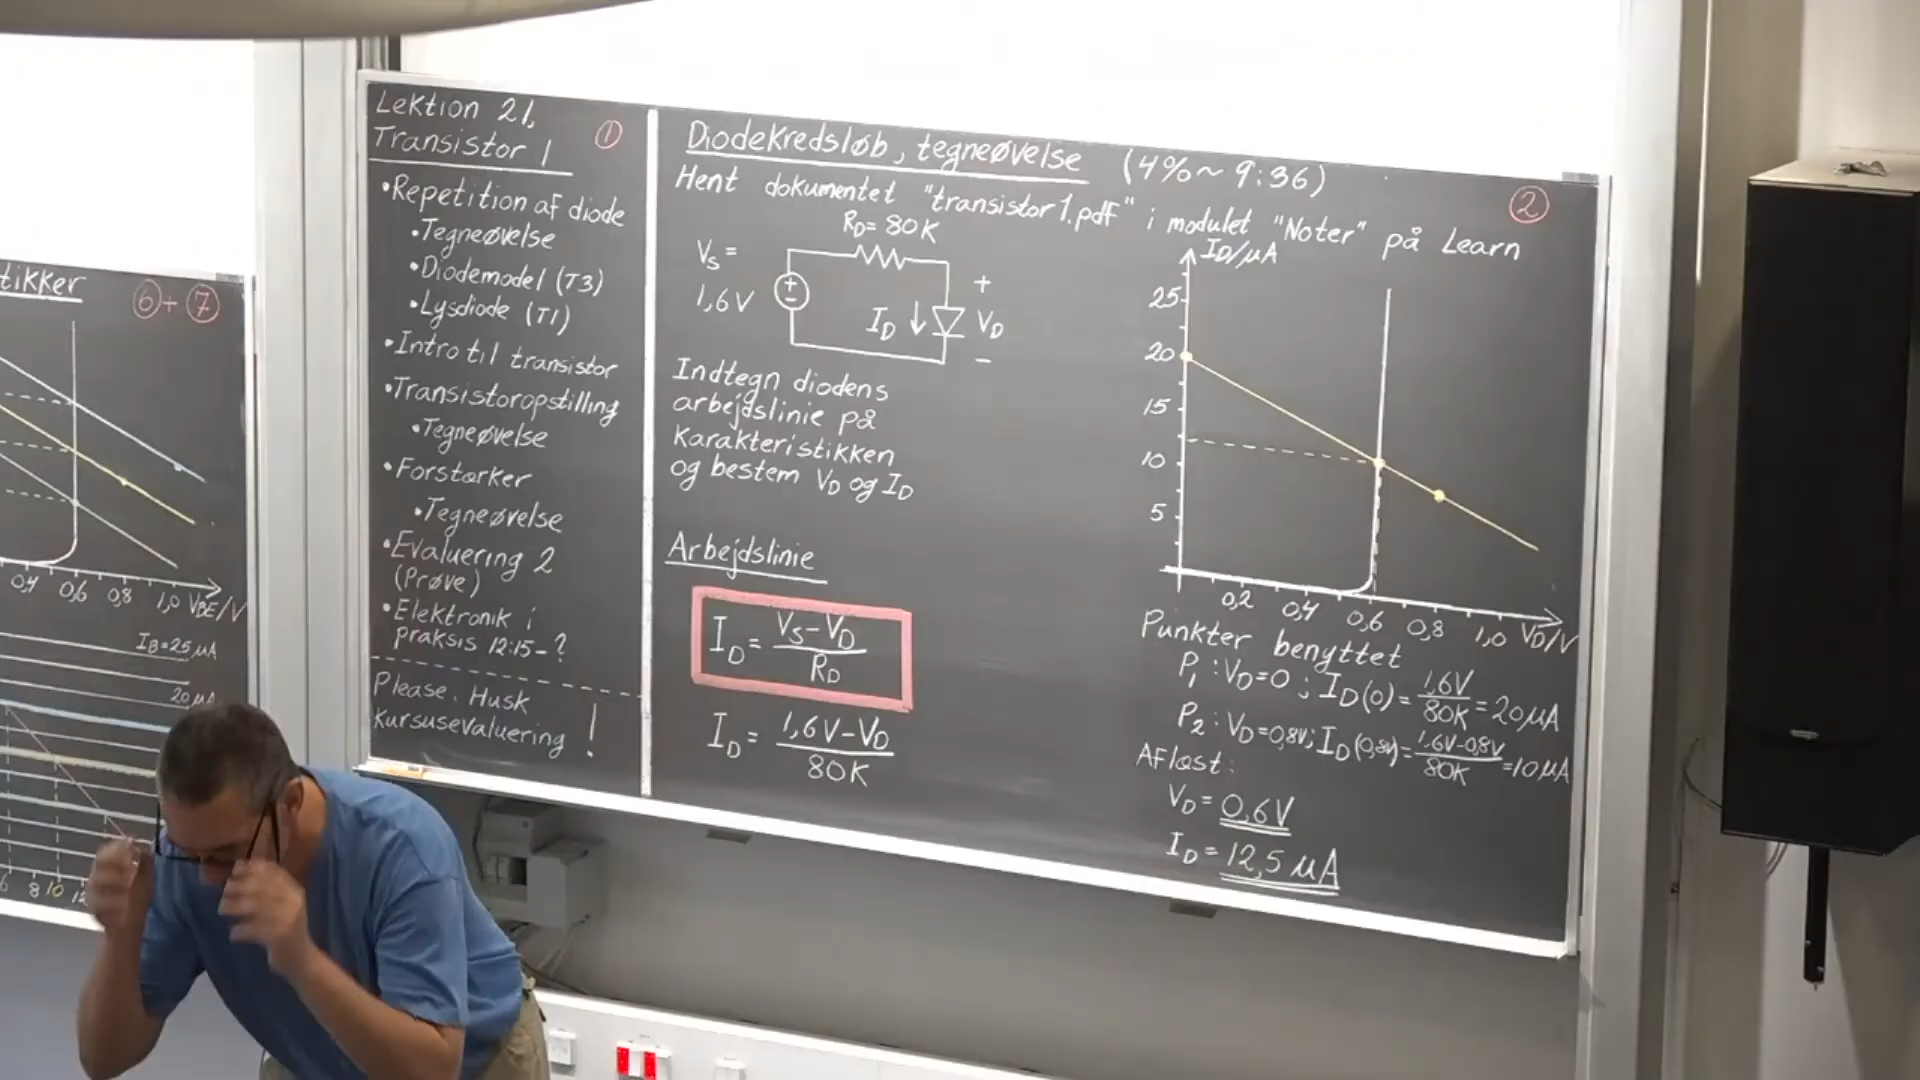 Lektion 21,
Transistor 1
①
•Repetition af diode
•Tegneøvelse
•Diodemodel (T3)
•Lysdiode (T1)
•Intro til transistor
•Transistoropstilling
•Tegneøvelse
•Forstærker
•Tegneøvelse
•Evaluering 2
(Prøve)
•Elektronik i
praksis 12:15-?
Please. Husk
kursusevaluering !
Diodekredsløb, tegneøvelse (4%~9:36)
②
Hent dokumentet "transistor1.pdf" i modulet "Noter" på Learn
R_D= 80K
V_S =
1,6V
+
-
I_D ↓
+
V_D
-
Indtegn diodens
arbejdslinie på
karakteristikken
og bestem V_D og I_D
Arbejdslinie
I_D = (V_S-V_D)/R_D
I_D = (1,6V-V_D)/80K
I_D/μA
25
20
15
10
5
0,2 0,4 0,6 0,8 1,0 V_D/V
Punkter benyttet
P_1: V_D=0; I_D(0) = 1,6V/80K = 20μA
P_2: V_D=0,8V; I_D(0,8V) = (1,6V-0,8V)/80K = 10μA
Aflæst:
V_D = 0,6V
I_D = 12,5 μA
tikker ⑥+⑦
0,4 0,6 0,8 1,0 V_BE/V
I_B=25μA
20μA
6 8 10 12